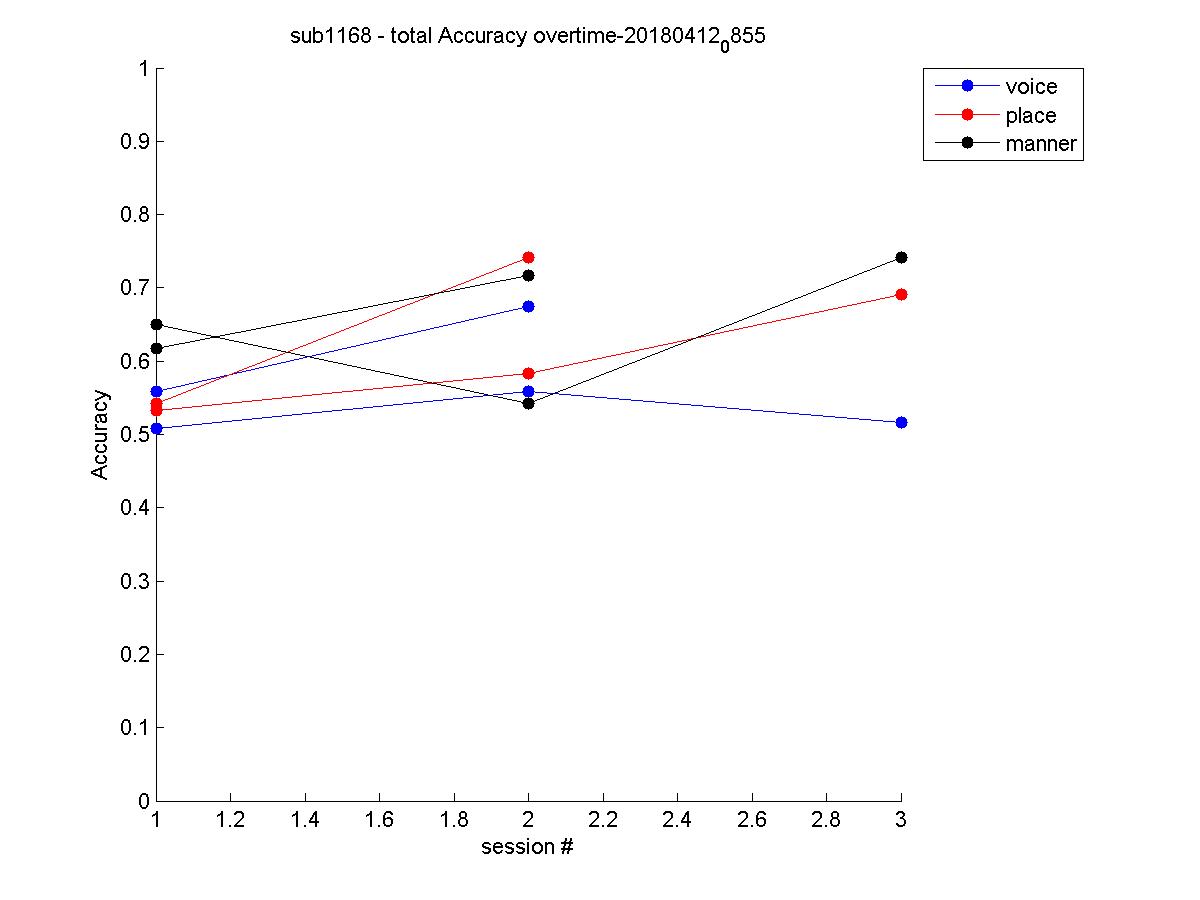 sub1168 - total Accuracy overtime-20180412₀855
voice
place
manner
1
0.9
0.8
0.7
0.6
0.5
0.4
0.3
0.2
0.1
0
Accuracy
1 1.2 1.4 1.6 1.8 2 2.2 2.4 2.6 2.8 3
session #